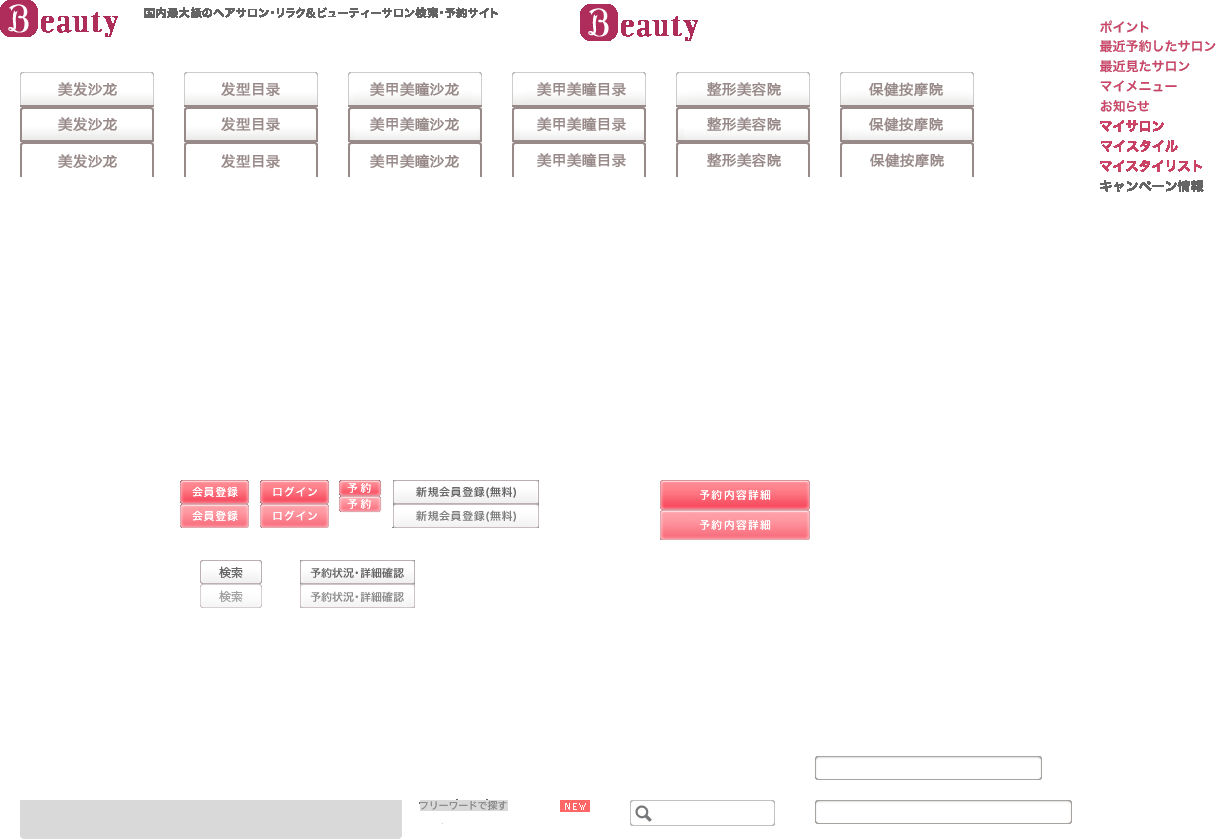 Beauty
国内最大級のヘアサロン・リラク&ビューティーサロン検索・予約サイト
Beauty
ポイント
最近予約したサロン
最近見たサロン
マイメニュー
お知らせ
マイサロン
マイスタイル
マイスタイリスト
キャンペーン情報
美发沙龙 发型目录 美甲美瞳沙龙 美甲美瞳目录 整形美容院 保健按摩院
美发沙龙 发型目录 美甲美瞳沙龙 美甲美瞳目录 整形美容院 保健按摩院
美发沙龙 发型目录 美甲美瞳沙龙 美甲美瞳目录 整形美容院 保健按摩院
会員登録 ログイン 予約 新規会員登録(無料) 予約内容詳細
会員登録 ログイン 予約 新規会員登録(無料) 予約内容詳細
検索 予約状況・詳細確認
検索 予約状況・詳細確認
フリーワードで探す NEW